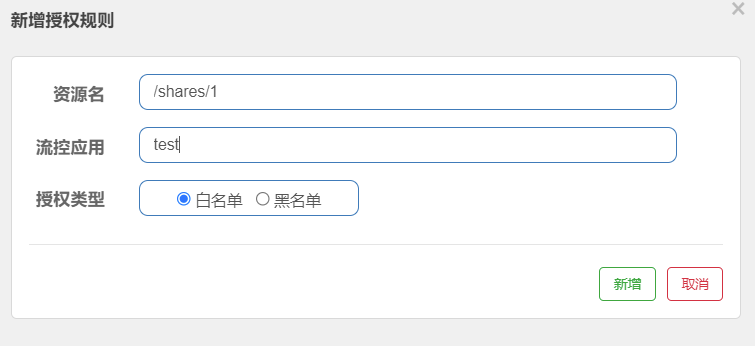 新增授权规则
×
资源名 /shares/1
流控应用 test
授权类型 白名单 黑名单
新增 取消